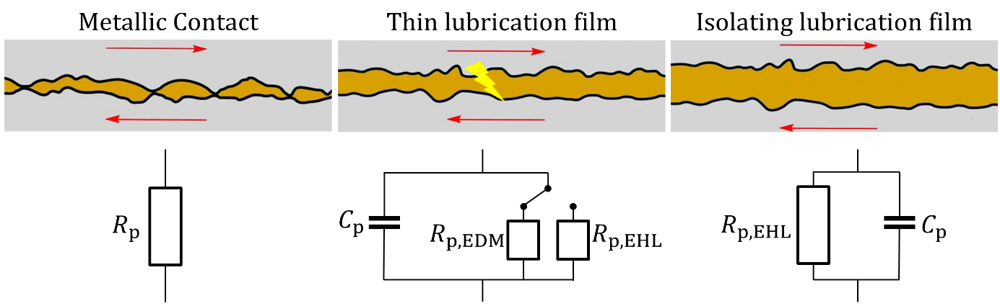 Metallic Contact
Thin lubrication film
Isolating lubrication film
Rp
Cp
Rp,EDM
Rp,EHL
Rp,EHL
Cp